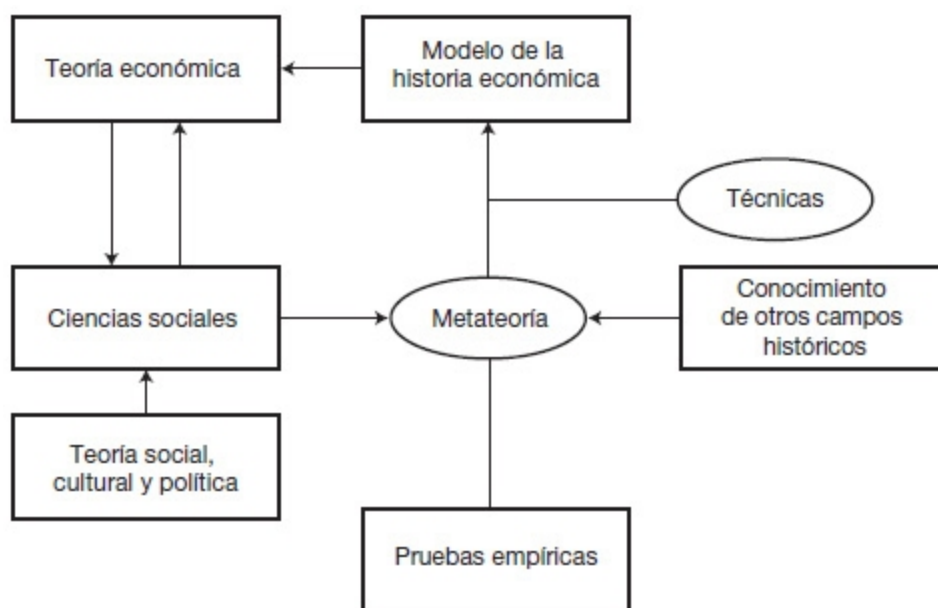 Teoría económica
Modelo de la
historia económica
Técnicas
Ciencias sociales
Metateoría
Conocimiento
de otros campos
históricos
Teoría social,
cultural y política
Pruebas empíricas